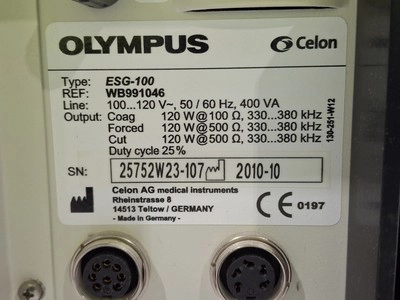 OLYMPUS Celon
Type: ESG-100
REF: WB991046
Line: 100...120 V~, 50 / 60 Hz, 400 VA
Output: Coag 120 W @ 100 Ω, 330...380 kHz
Forced 120 W @ 500 Ω, 330...380 kHz
Cut 120 W @ 500 Ω, 330...380 kHz
Duty cycle 25%
130-251-W12
SN: 25752W23-107 2010-10
Celon AG medical instruments
Rheinstrasse 8
14513 Teltow / GERMANY
- Made in Germany -
CE 0197